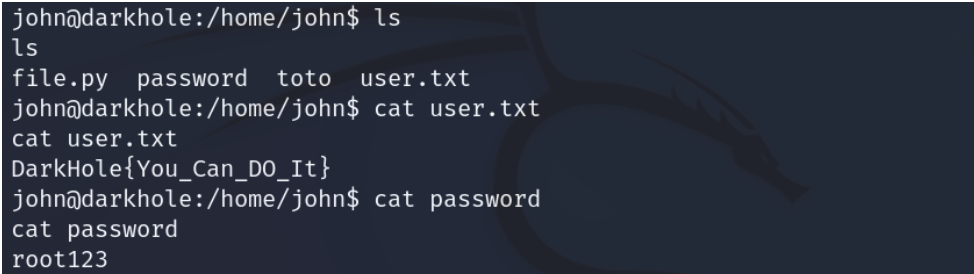 john@darkhole:/home/john$ ls
ls
file.py  password  toto  user.txt
john@darkhole:/home/john$ cat user.txt
cat user.txt
DarkHole{You_Can_DO_It}
john@darkhole:/home/john$ cat password
cat password
root123